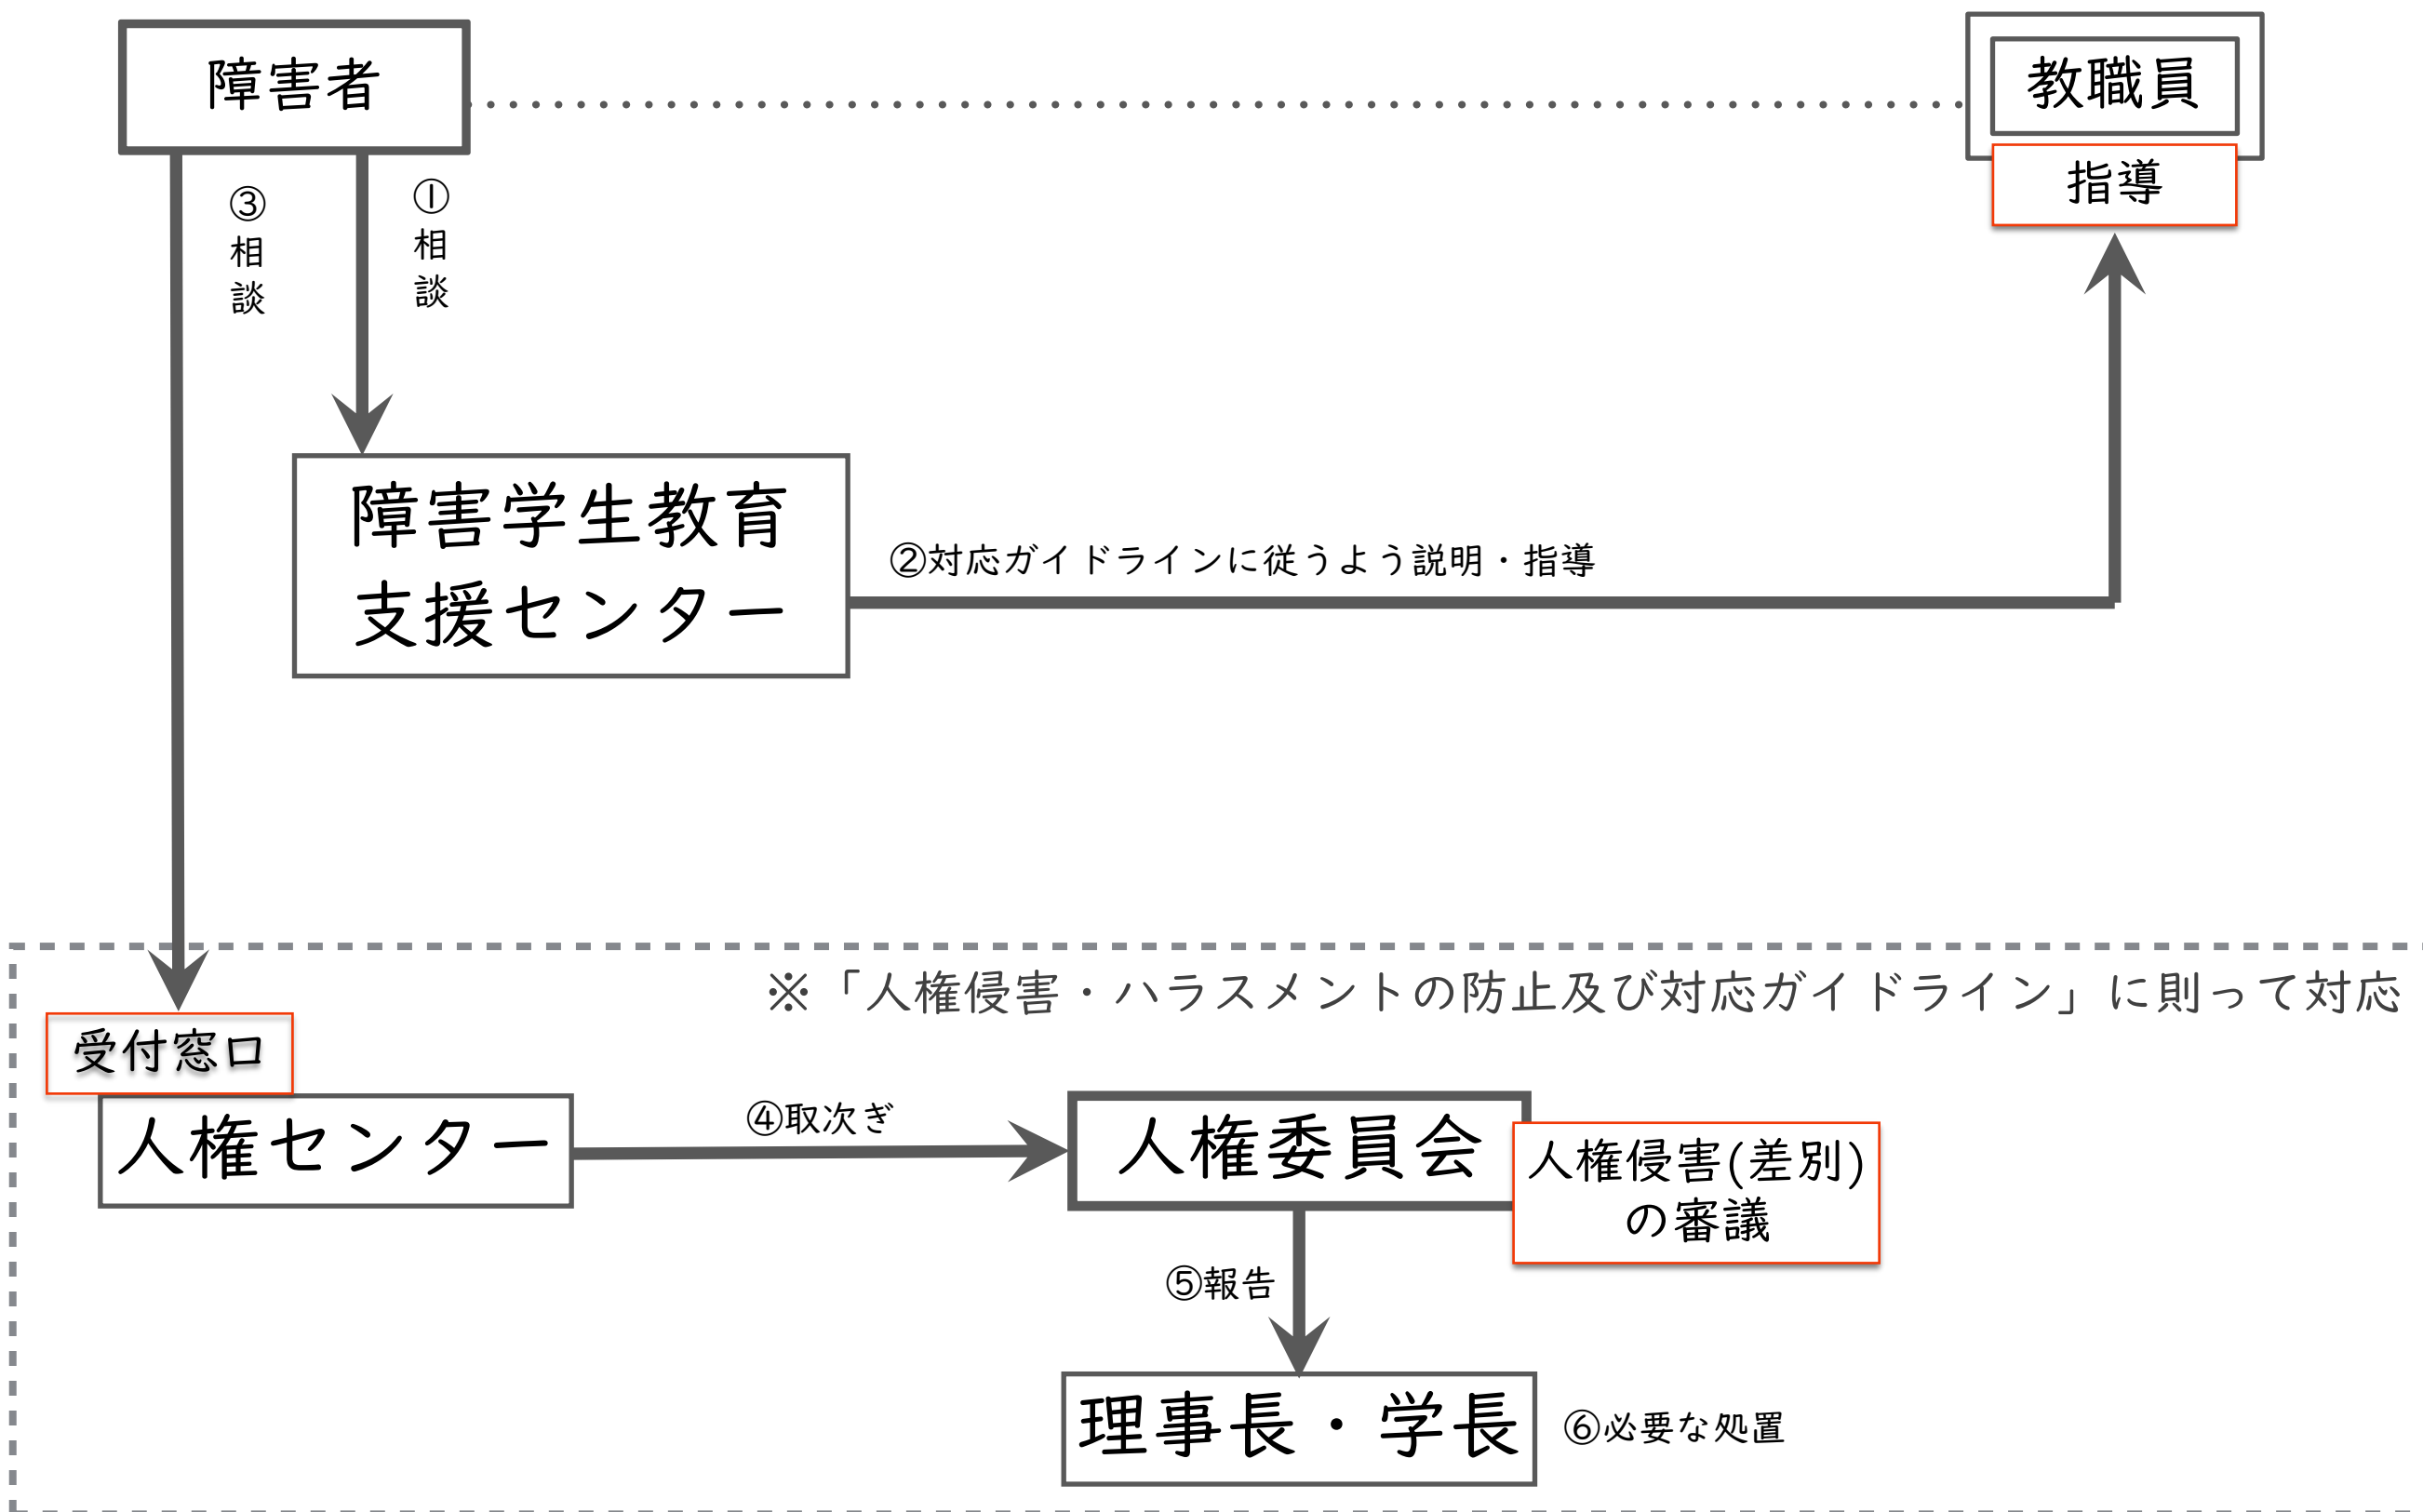 障害者
教職員
指導
③相談
①相談
障害学生教育
支援センター
②対応ガイドラインに従うよう説明・指導
※「人権侵害・ハラスメントの防止及び対応ガイドライン」に則って対応
受付窓口
人権センター
④取次ぎ
人権委員会
人権侵害(差別)
の審議
⑤報告
理事長・学長
⑥必要な処置